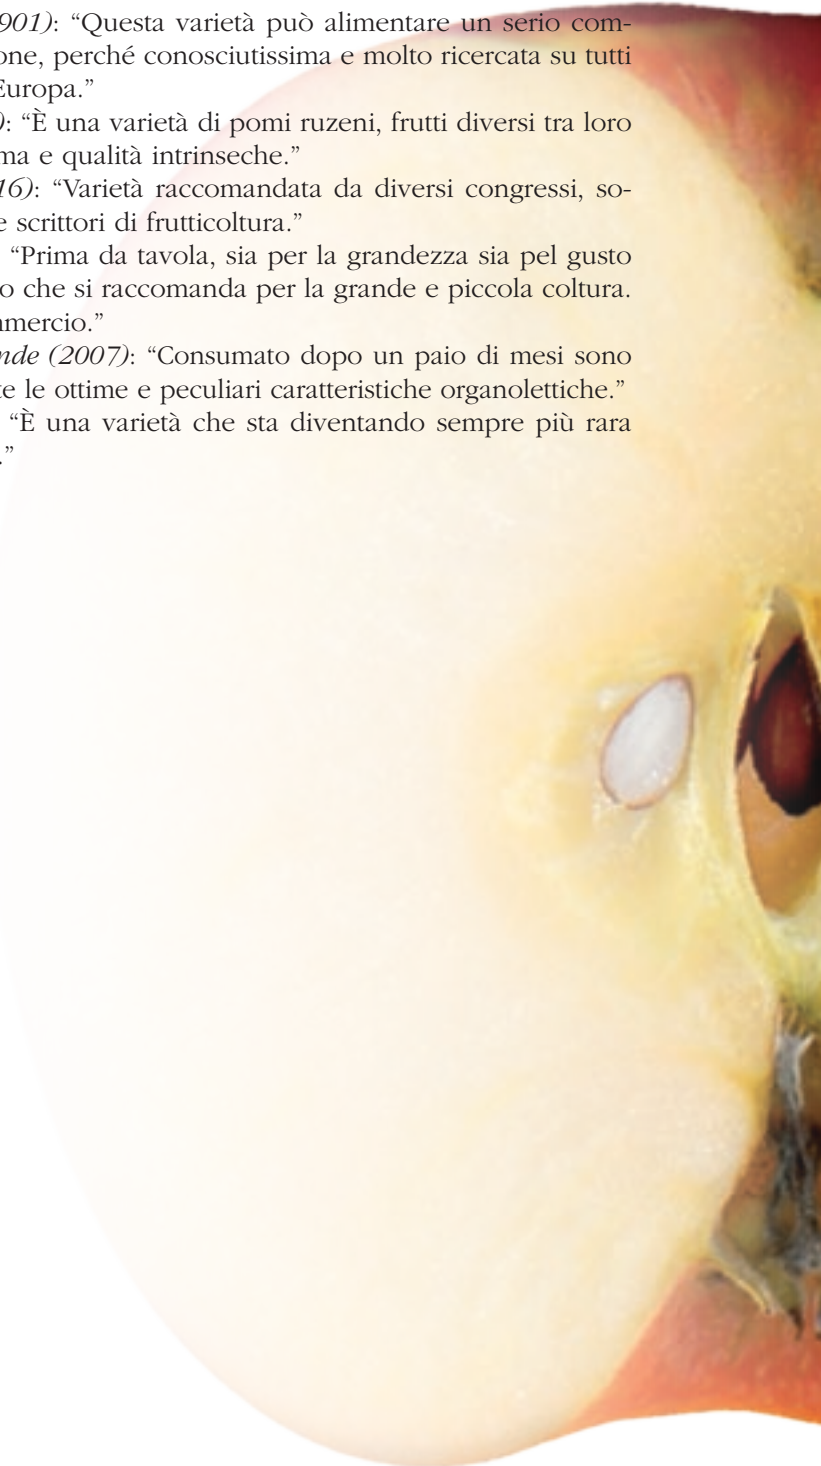 901): “Questa varietà può alimentare un serio com-
one, perché conosciutissima e molto ricercata su tutti
Europa.”
): “È una varietà di pomi ruzeni, frutti diversi tra loro
ma e qualità intrinseche.”
16): “Varietà raccomandata da diversi congressi, so-
e scrittori di frutticoltura.”
“Prima da tavola, sia per la grandezza sia pel gusto
o che si raccomanda per la grande e piccola coltura.
mmercio.”
nde (2007): “Consumato dopo un paio di mesi sono
te le ottime e peculiari caratteristiche organolettiche.”
“È una varietà che sta diventando sempre più rara
.”